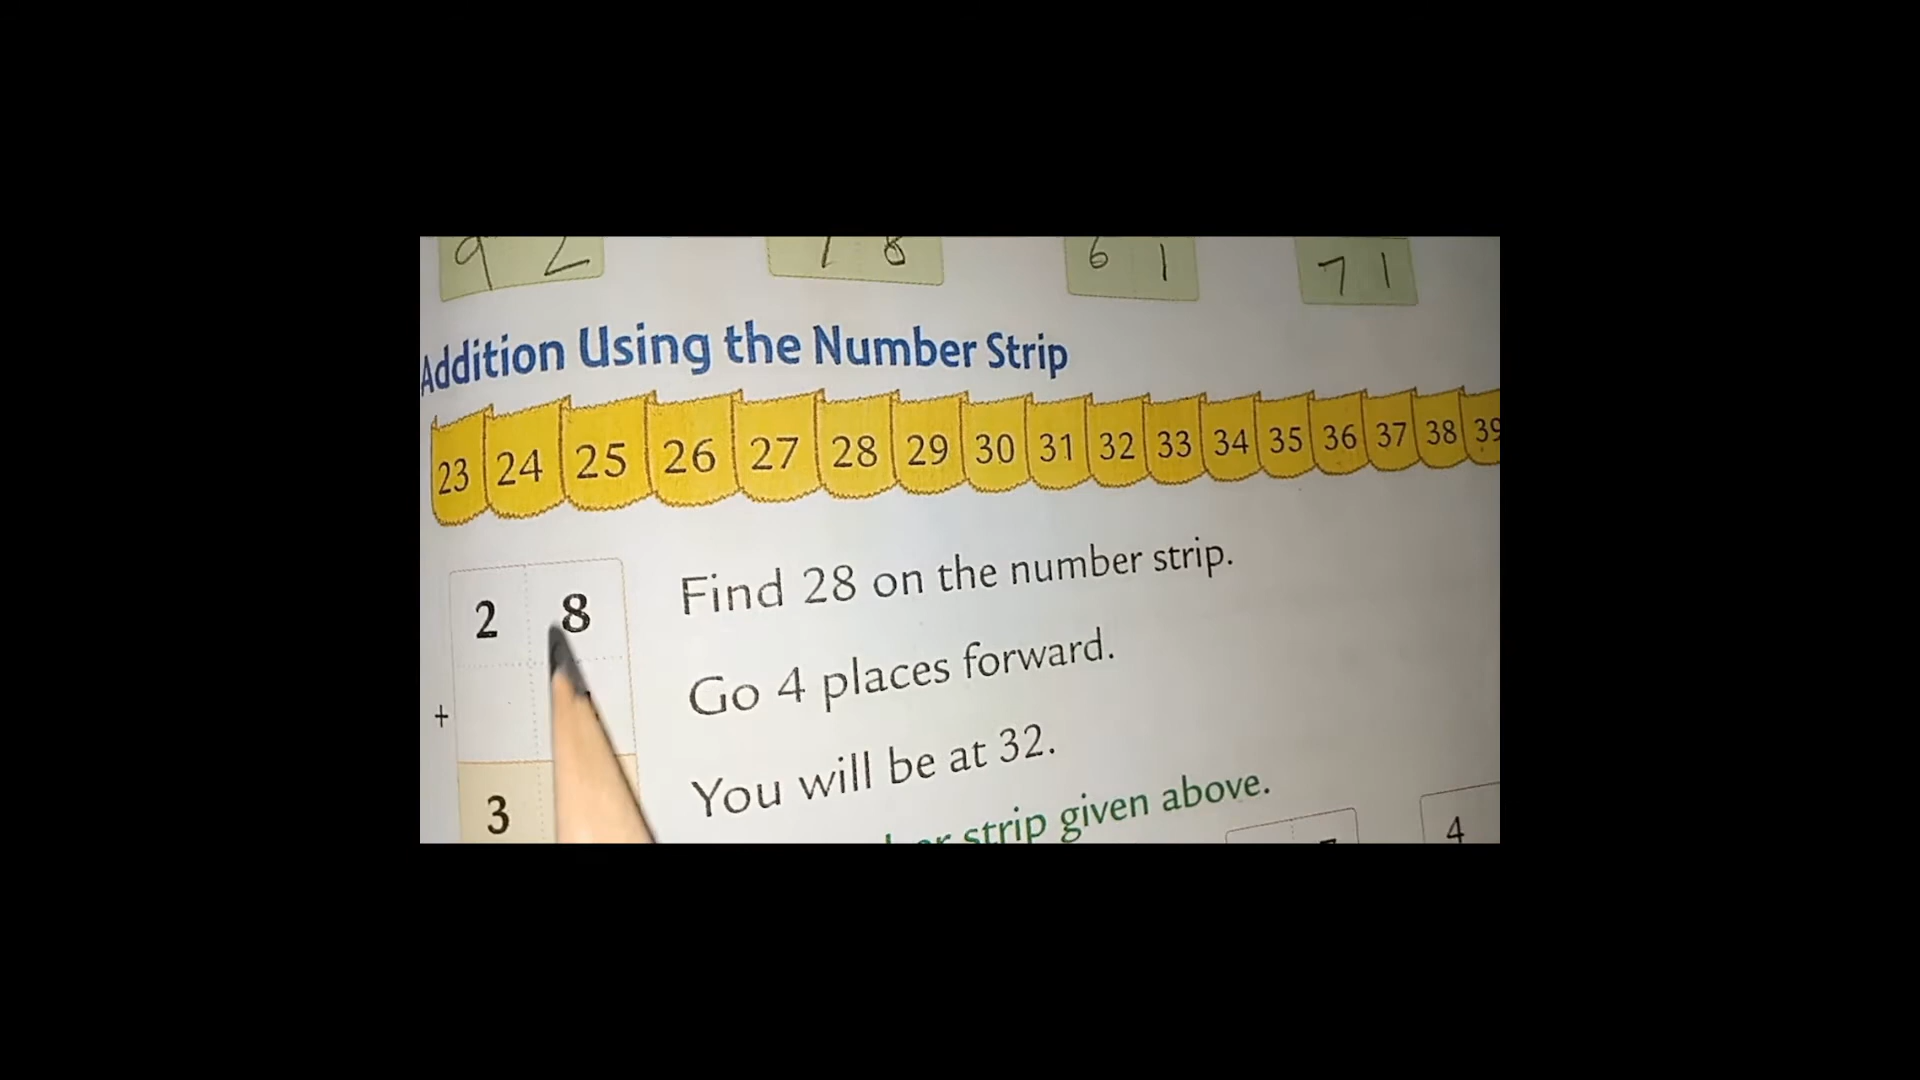 9 2 7 8 6 1 7 1
Addition Using the Number Strip
23 24 25 26 27 28 29 30 31 32 33 34 35 36 37 38 39
2 8
Find 28 on the number strip.
Go 4 places forward.
+
You will be at 32.
3
strip given above.
4